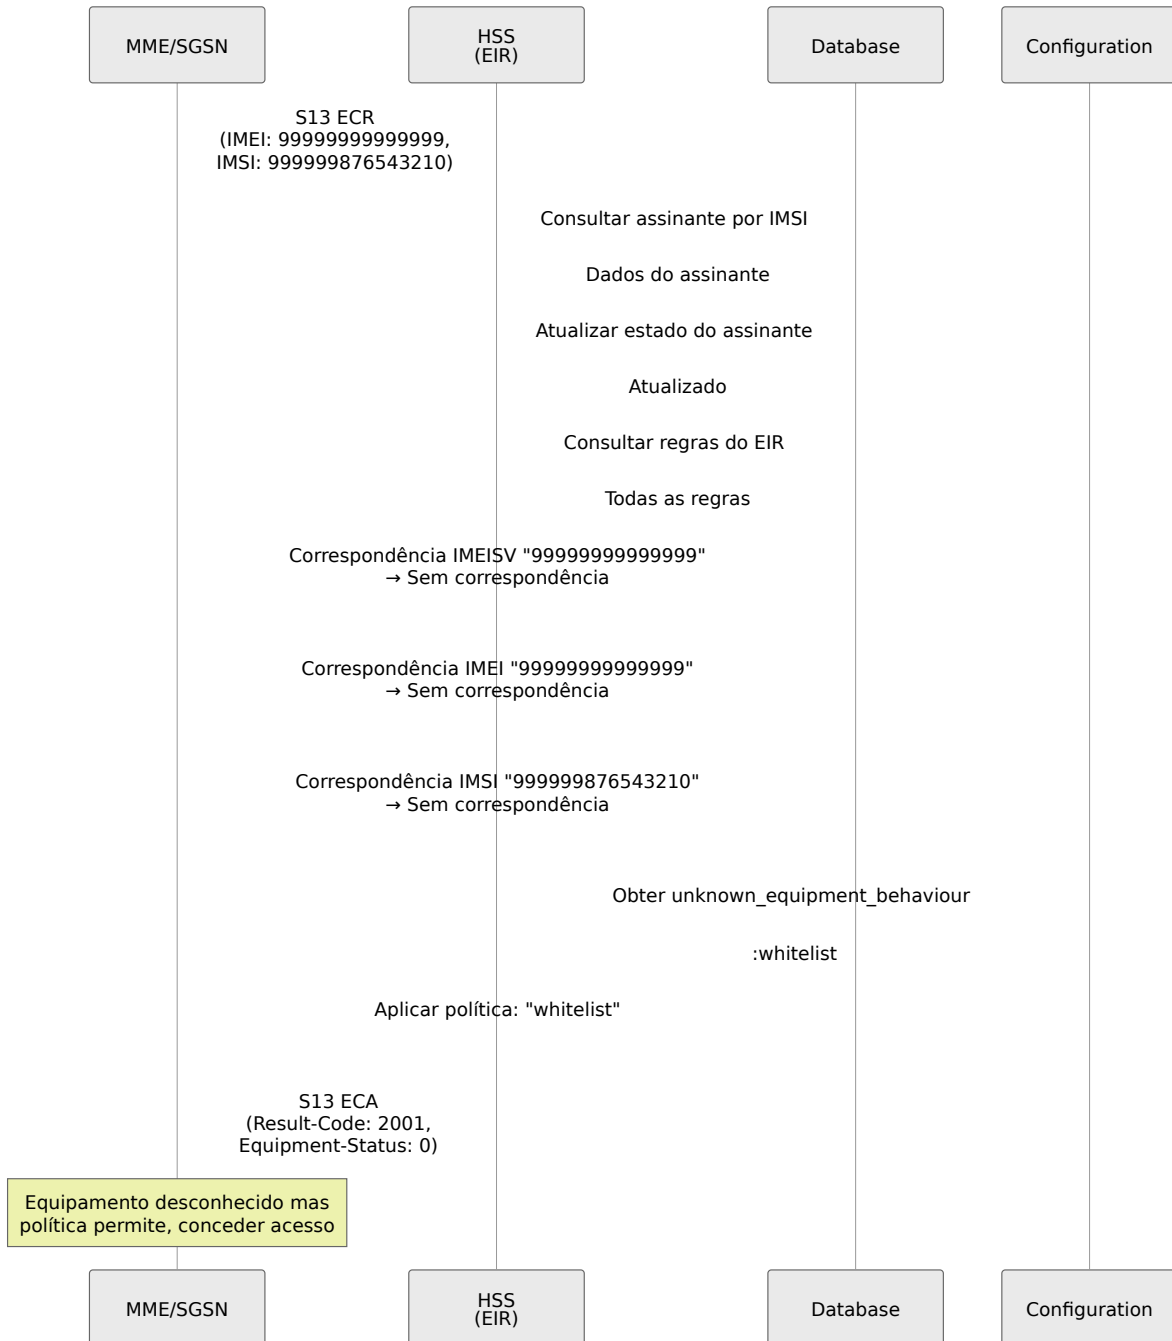 MME/SGSN
HSS
(EIR)
Database
Configuration
S13 ECR
(IMEI: 99999999999999,
IMSI: 999999876543210)
Consultar assinante por IMSI
Dados do assinante
Atualizar estado do assinante
Atualizado
Consultar regras do EIR
Todas as regras
Correspondência IMEISV "99999999999999"
→ Sem correspondência
Correspondência IMEI "99999999999999"
→ Sem correspondência
Correspondência IMSI "999999876543210"
→ Sem correspondência
Obter unknown_equipment_behaviour
:whitelist
Aplicar política: "whitelist"
S13 ECA
(Result-Code: 2001,
Equipment-Status: 0)
Equipamento desconhecido mas
política permite, conceder acesso
MME/SGSN
HSS
(EIR)
Database
Configuration